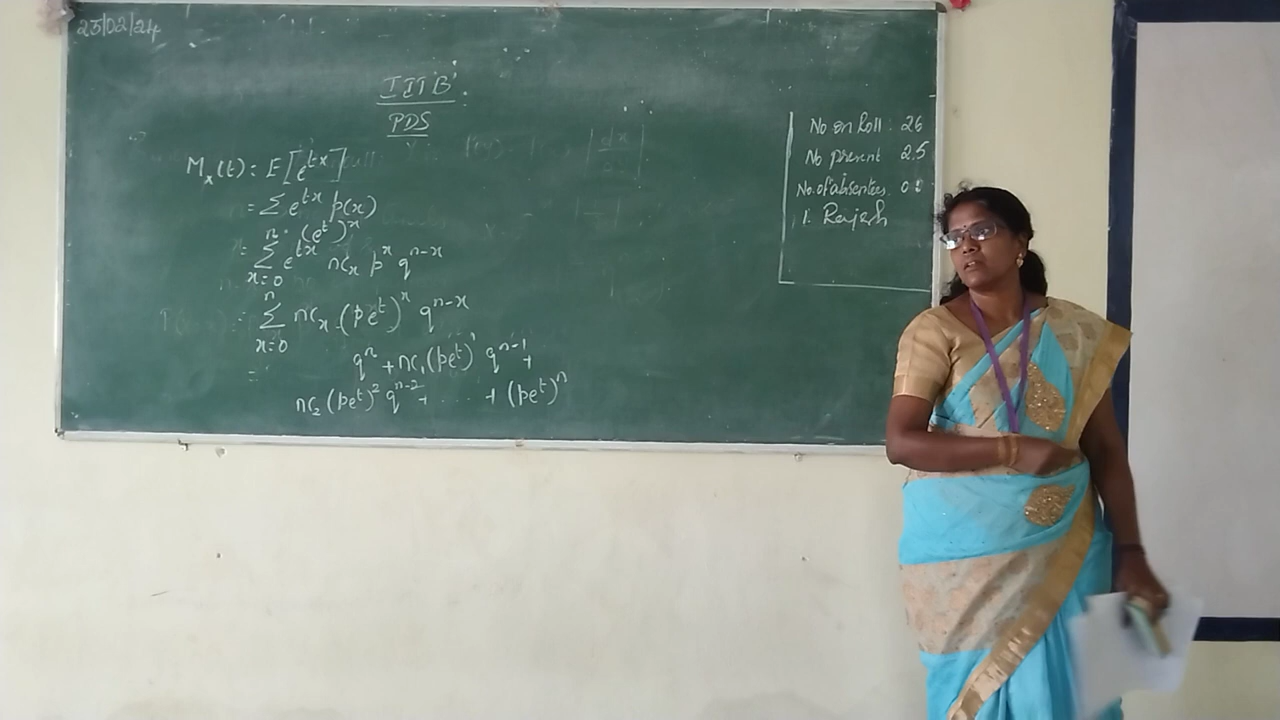 23/02/24
III B'
PDS
M_x(t) = E[e^{tx}]
= Σ e^{tx} p(x)
= Σ_{x=0}^{n} e^{tx} (e^t)^x nC_x p^x q^{n-x}
= Σ_{x=0}^{n} nC_x (pe^t)^x q^{n-x}
= q^n + nC_1 (pe^t)^1 q^{n-1} +
nC_2 (pe^t)^2 q^{n-2} + ... + (pe^t)^n
No on Roll : 26
No present 25
No. of absentees 01
1. Rajesh